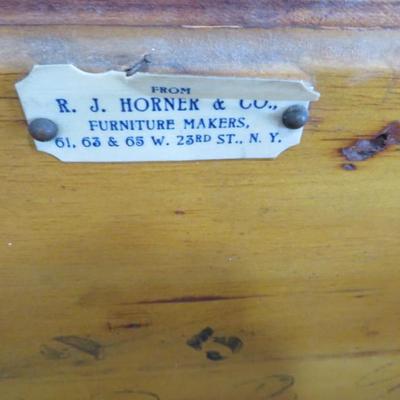 FROM
R. J. HORNER & CO.,
FURNITURE MAKERS,
61, 63 & 65 W. 23RD ST., N. Y.